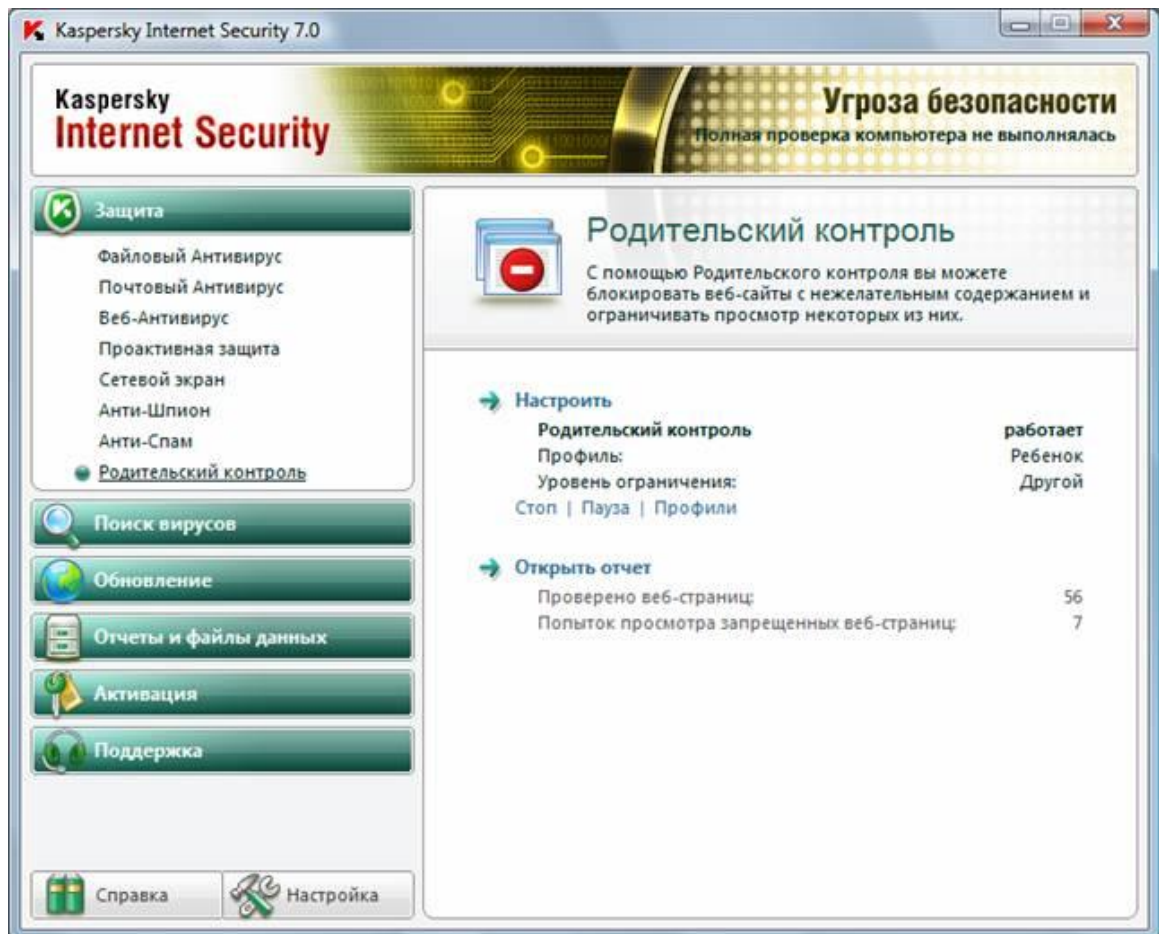 Kaspersky Internet Security 7.0
Kaspersky
Internet Security
Угроза безопасности
Полная проверка компьютера не выполнялась
Защита
Файловый Антивирус
Почтовый Антивирус
Веб-Антивирус
Проактивная защита
Сетевой экран
Анти-Шпион
Анти-Спам
Родительский контроль
Поиск вирусов
Обновление
Отчеты и файлы данных
Активация
Поддержка
Справка
Настройка
Родительский контроль
С помощью Родительского контроля вы можете
блокировать веб-сайты с нежелательным содержанием и
ограничивать просмотр некоторых из них.
Настроить
Родительский контроль работает
Профиль: Ребенок
Уровень ограничения: Другой
Стоп | Пауза | Профили
Открыть отчет
Проверено веб-страниц: 56
Попыток просмотра запрещенных веб-страниц: 7